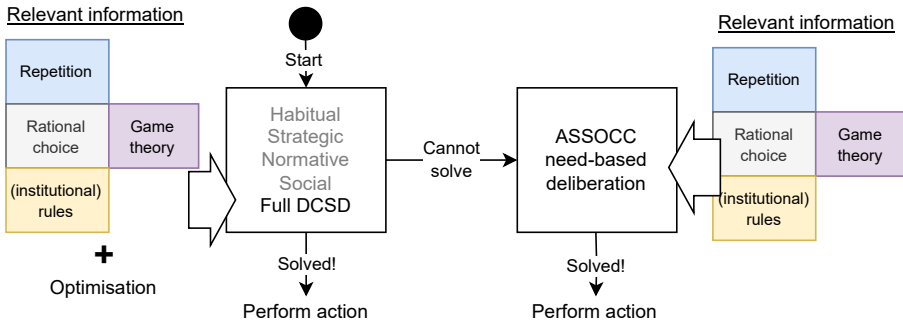 Relevant information
Repetition
Rational
choice
Game
theory
(institutional)
rules
+
Optimisation
Start
Habitual
Strategic
Normative
Social
Full DCSD
Solved!
Perform action
Cannot
solve
ASSOCC
need-based
deliberation
Solved!
Perform action
Relevant information
Repetition
Rational
choice
Game
theory
(institutional)
rules